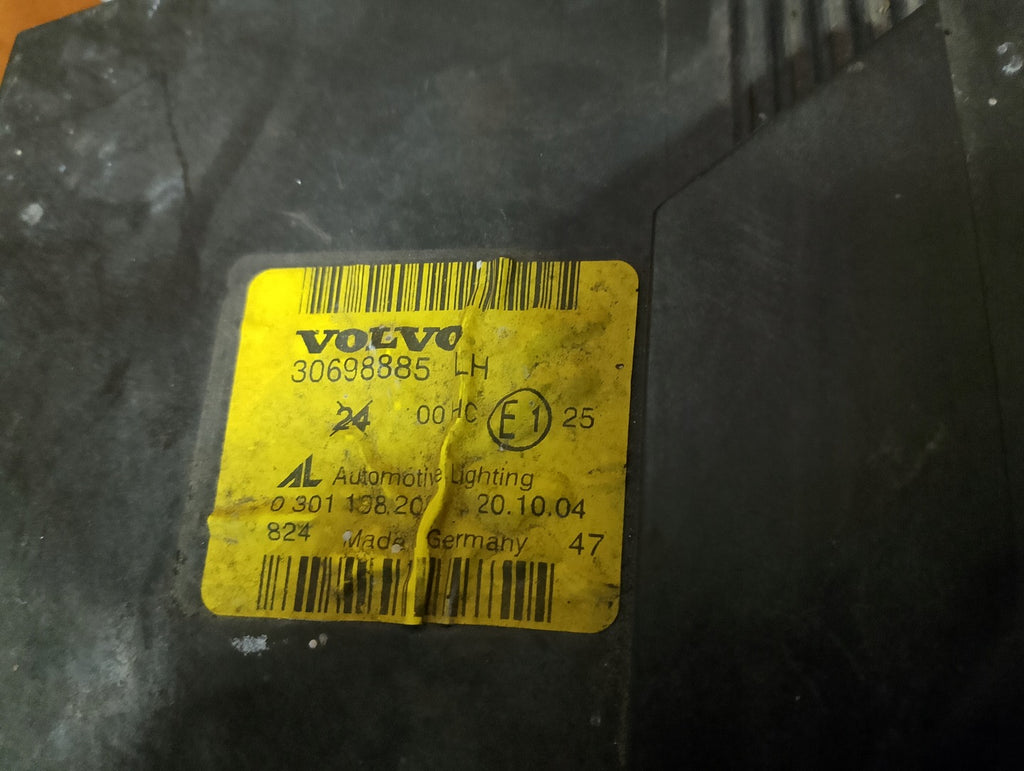 VOLVO
30698885 LH
24 00 HC E1 25
AL Automotive Lighting
0 301 198 20 20.10.04
824 Made Germany 47